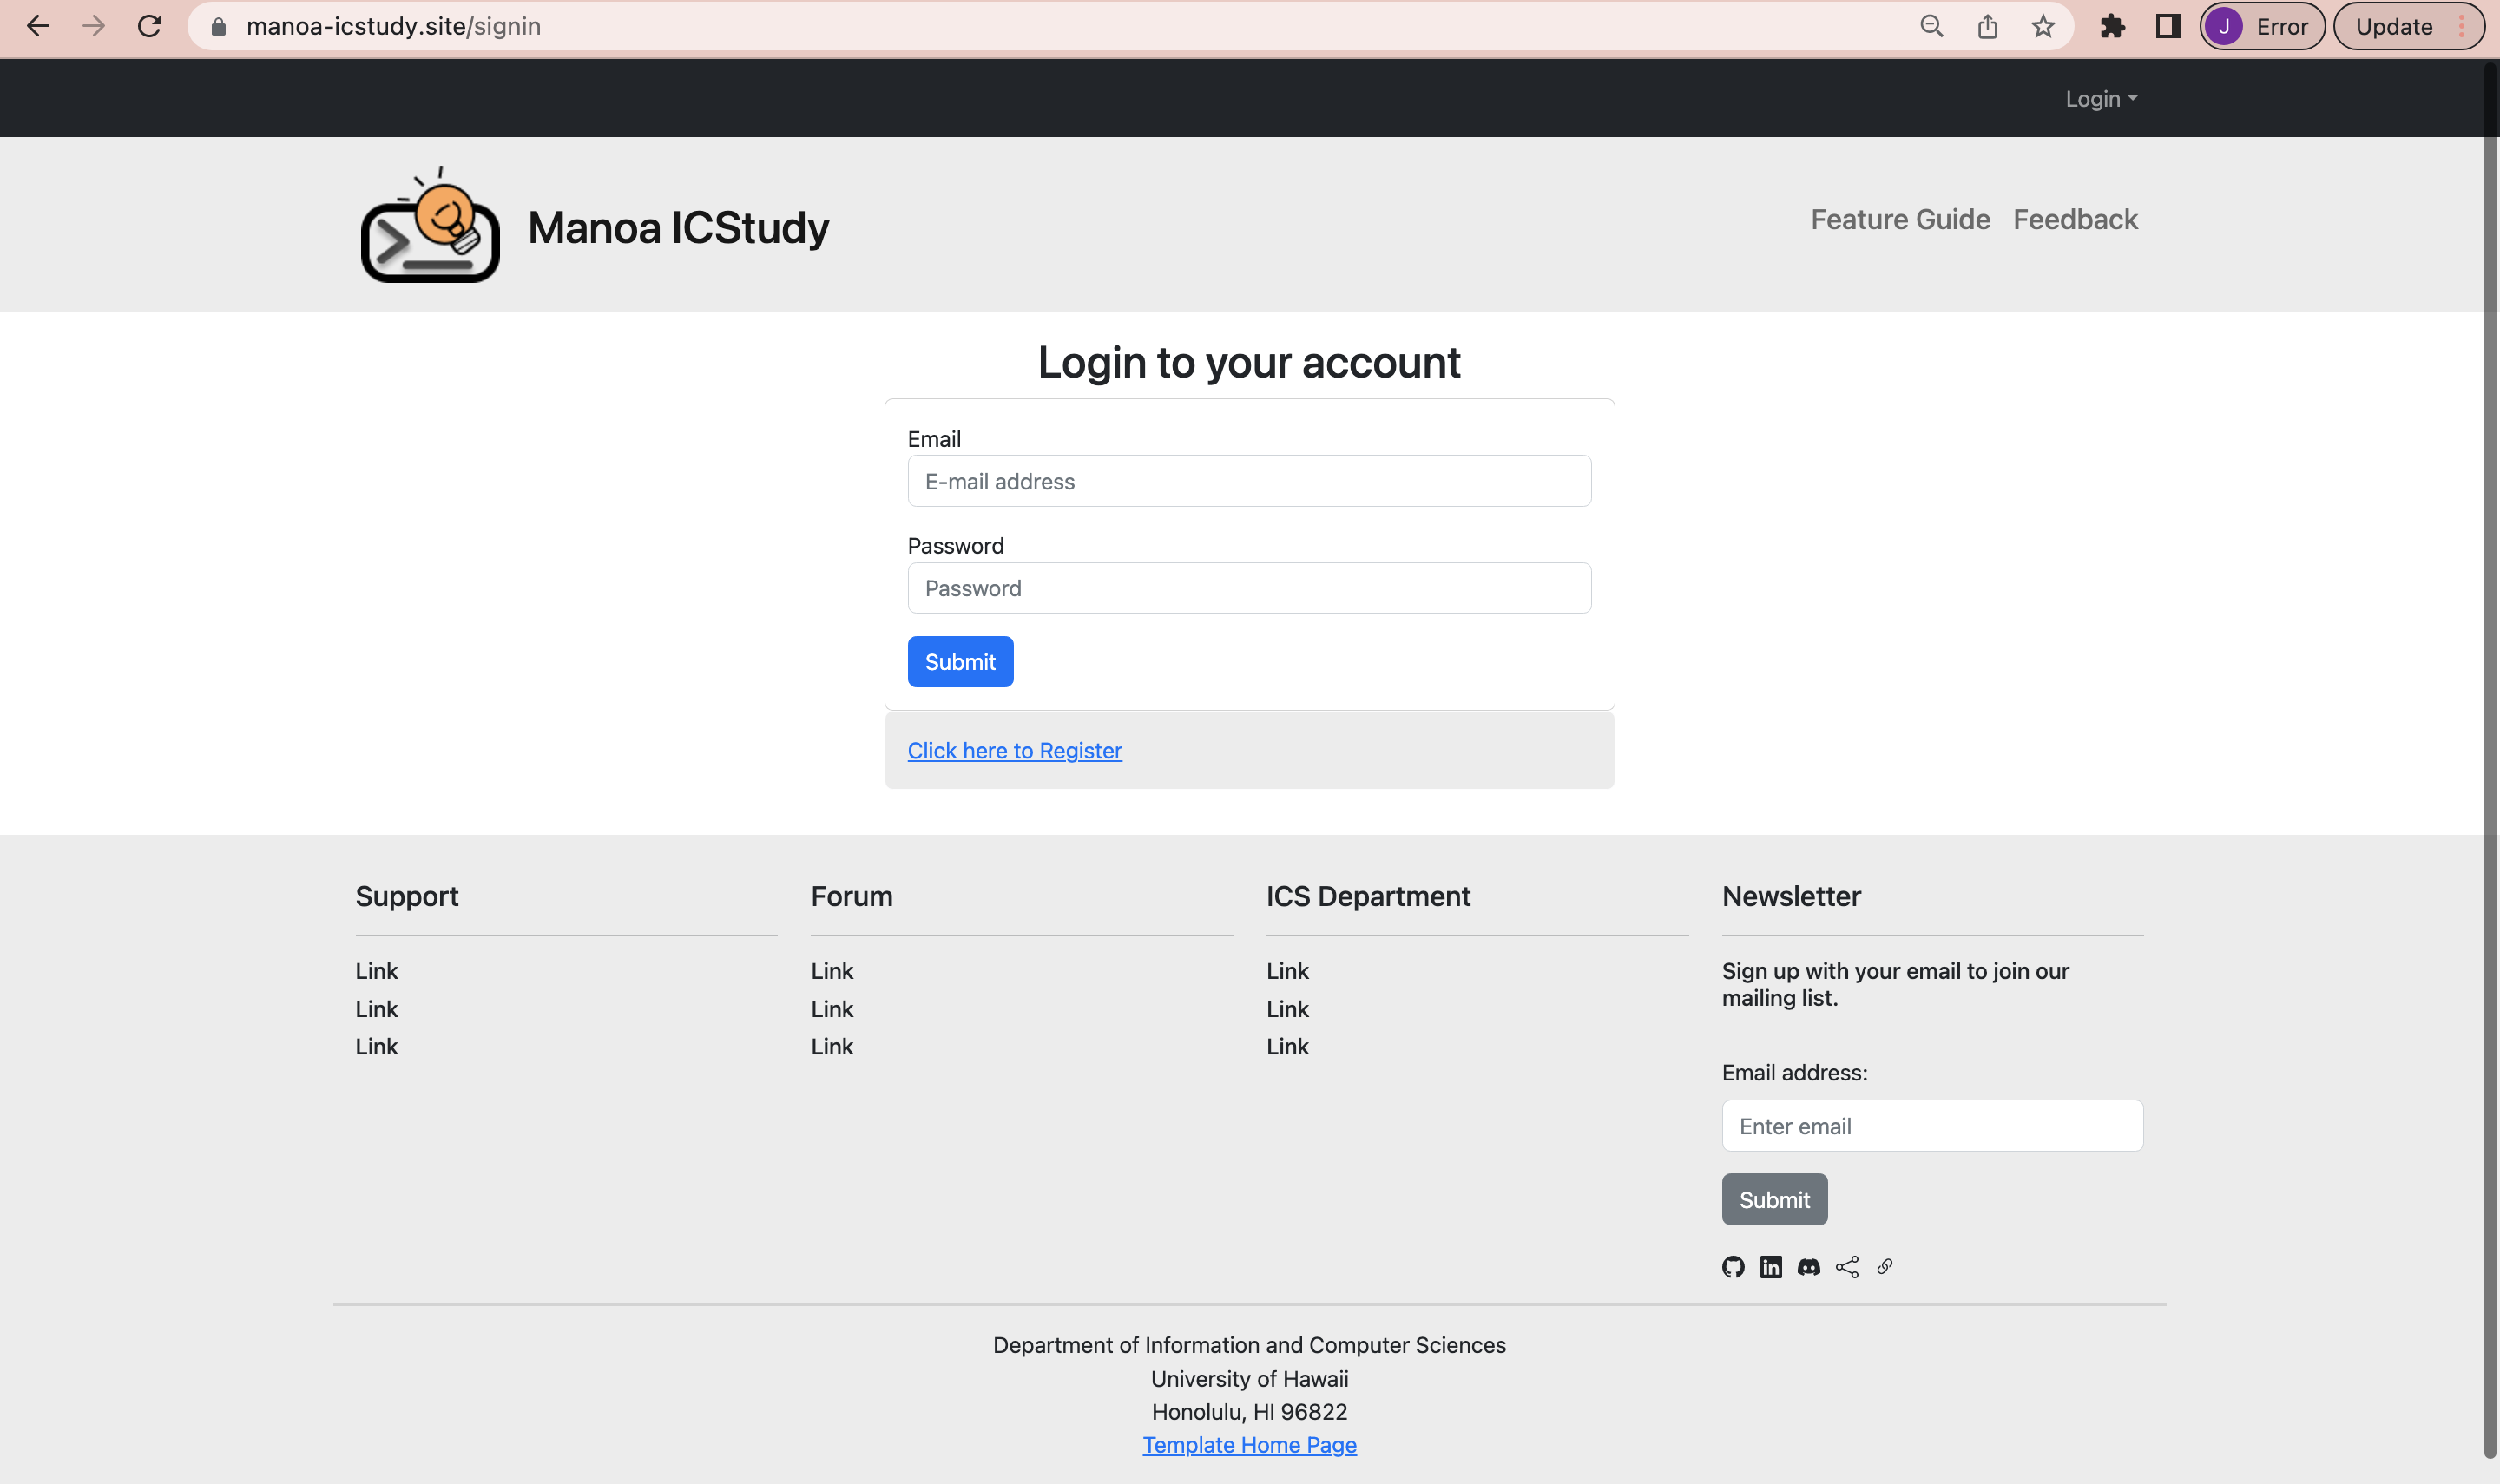 manoa-icstudy.site/signin
J Error Update
Login
Manoa ICStudy
Feature Guide Feedback
Login to your account
Email
E-mail address
Password
Password
Submit
Click here to Register
Support
Link
Link
Link
Forum
Link
Link
Link
ICS Department
Link
Link
Link
Newsletter
Sign up with your email to join our
mailing list.
Email address:
Enter email
Submit
in
Department of Information and Computer Sciences
University of Hawaii
Honolulu, HI 96822
Template Home Page